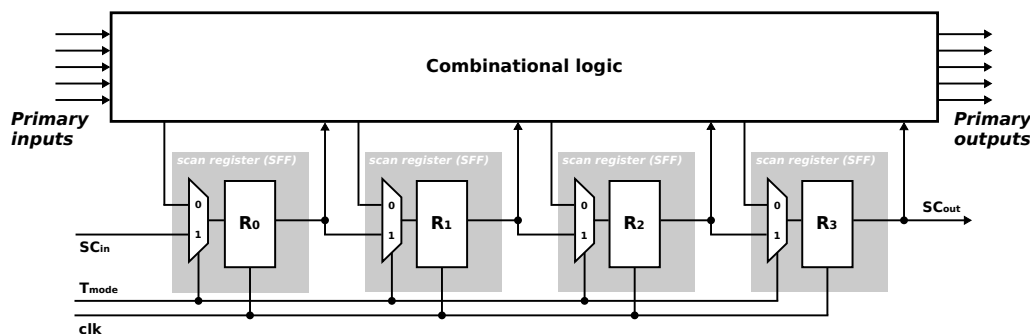 Combinational logic
Primary
inputs
Primary
outputs
scan register (SFF)
scan register (SFF)
scan register (SFF)
scan register (SFF)
0
1
R0
0
1
R1
0
1
R2
0
1
R3
SCout
SCin
Tmode
clk